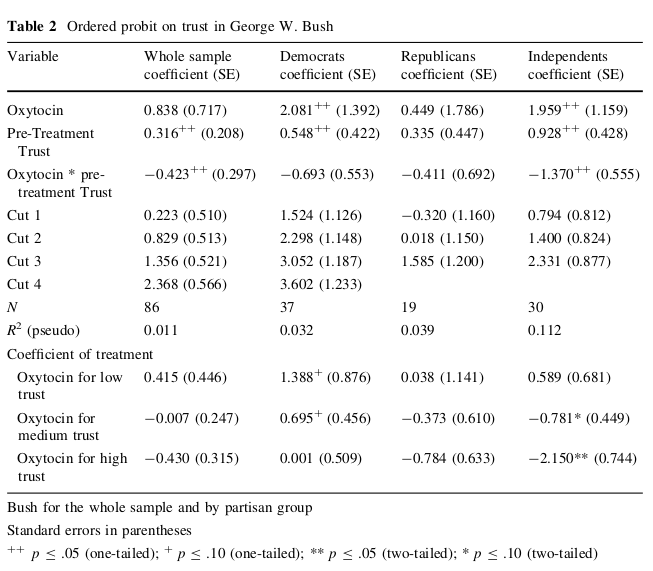 Table 2 Ordered probit on trust in George W. Bush
Variable Whole sample Democrats Republicans Independents
coefficient (SE) coefficient (SE) coefficient (SE) coefficient (SE)
Oxytocin 0.838 (0.717) 2.081++ (1.392) 0.449 (1.786) 1.959++ (1.159)
Pre-Treatment 0.316++ (0.208) 0.548++ (0.422) 0.335 (0.447) 0.928++ (0.428)
Trust
Oxytocin * pre- −0.423++ (0.297) −0.693 (0.553) −0.411 (0.692) −1.370++ (0.555)
treatment Trust
Cut 1 0.223 (0.510) 1.524 (1.126) −0.320 (1.160) 0.794 (0.812)
Cut 2 0.829 (0.513) 2.298 (1.148) 0.018 (1.150) 1.400 (0.824)
Cut 3 1.356 (0.521) 3.052 (1.187) 1.585 (1.200) 2.331 (0.877)
Cut 4 2.368 (0.566) 3.602 (1.233)
N 86 37 19 30
R2 (pseudo) 0.011 0.032 0.039 0.112
Coefficient of treatment
Oxytocin for low 0.415 (0.446) 1.388+ (0.876) 0.038 (1.141) 0.589 (0.681)
trust
Oxytocin for −0.007 (0.247) 0.695+ (0.456) −0.373 (0.610) −0.781* (0.449)
medium trust
Oxytocin for high −0.430 (0.315) 0.001 (0.509) −0.784 (0.633) −2.150** (0.744)
trust
Bush for the whole sample and by partisan group
Standard errors in parentheses
++ p ≤ .05 (one-tailed); + p ≤ .10 (one-tailed); ** p ≤ .05 (two-tailed); * p ≤ .10 (two-tailed)